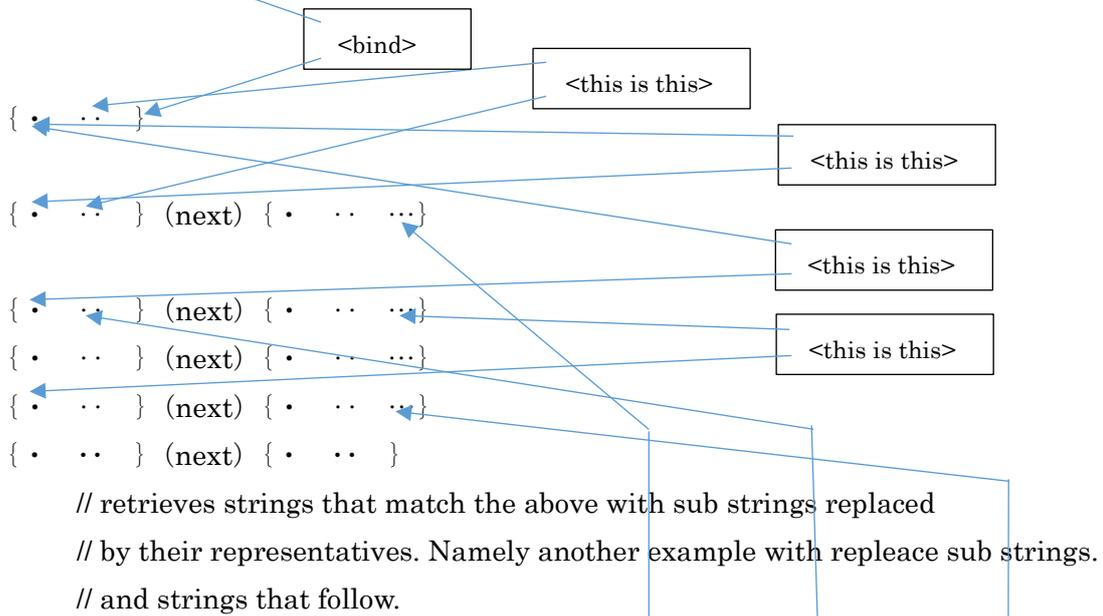 <bind>
<this is this>
{ •  ••  }
<this is this>
{ •  ••  } (next) { •  ••  •••}
<this is this>
{ •  ••  } (next) { •  ••  •••}
<this is this>
{ •  ••  } (next) { •  ••  •••}
{ •  ••  } (next) { •  ••  •••}
{ •  ••  } (next) { •  ••  }
// retrieves strings that match the above with sub strings replaced
// by their representatives. Namely another example with repleace sub strings.
// and strings that follow.